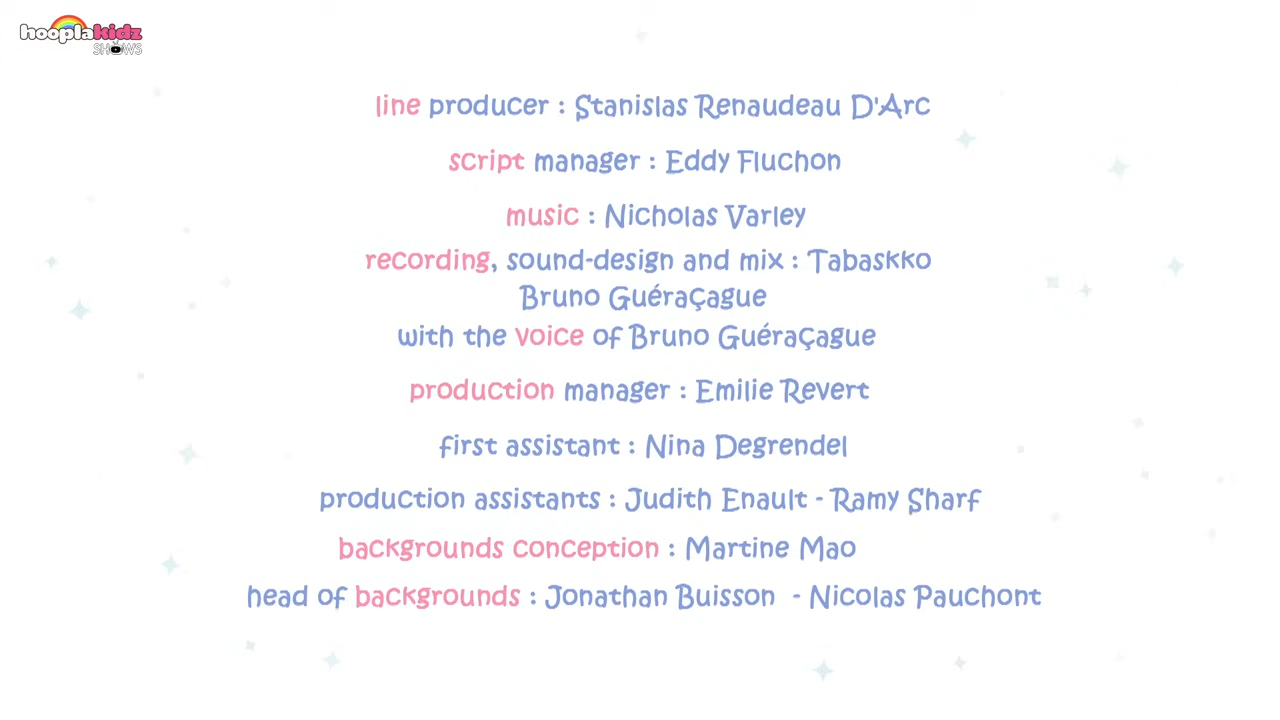 hooplakidz
SHOWS
line producer : Stanislas Renaudeau D'Arc
script manager : Eddy Fluchon
music : Nicholas Varley
recording, sound-design and mix : Tabaskko
Bruno Guéraçague
with the voice of Bruno Guéraçague
production manager : Emilie Revert
first assistant : Nina Degrendel
production assistants : Judith Enault - Ramy Sharf
backgrounds conception : Martine Mao
head of backgrounds : Jonathan Buisson - Nicolas Pauchont